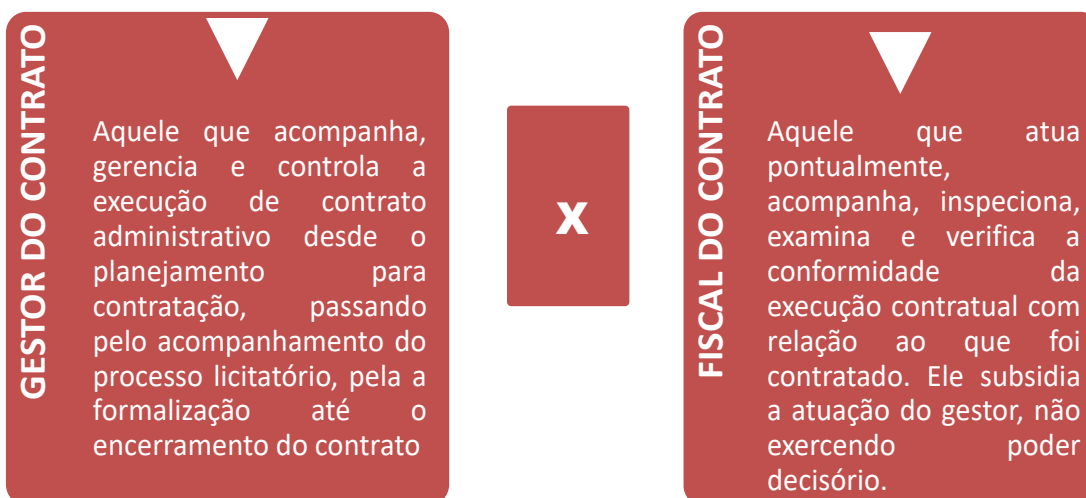 GESTOR DO CONTRATO
Aquele que acompanha,
gerencia e controla a
execução de contrato
administrativo desde o
planejamento para
contratação, passando
pelo acompanhamento do
processo licitatório, pela a
formalização até o
encerramento do contrato
x
FISCAL DO CONTRATO
Aquele que atua
pontualmente,
acompanha, inspeciona,
examina e verifica a
conformidade da
execução contratual com
relação ao que foi
contratado. Ele subsidia
a atuação do gestor, não
exercendo poder
decisório.